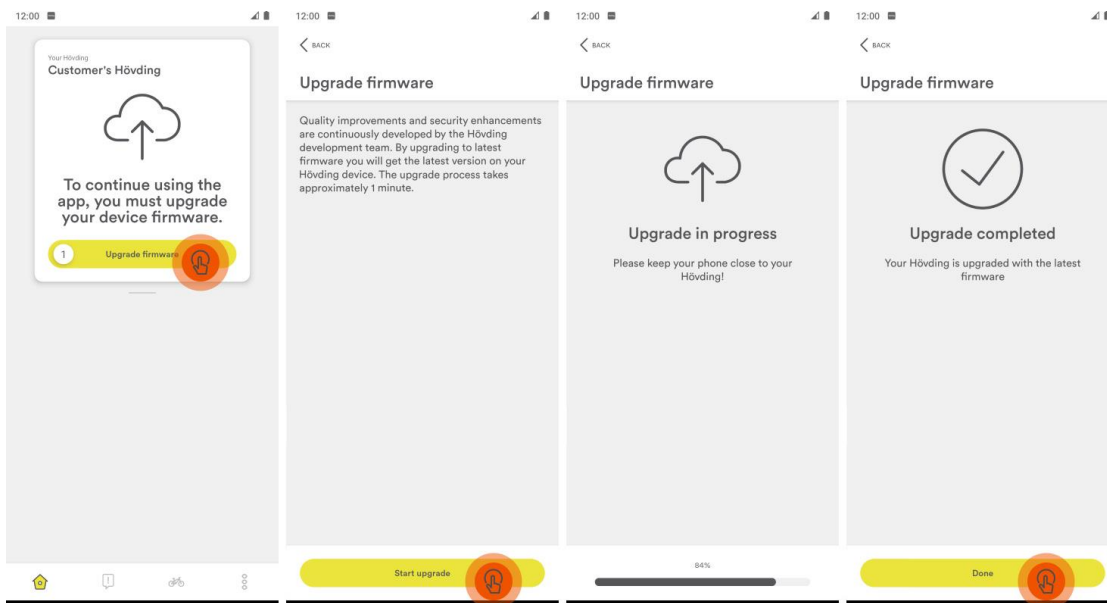 12:00
Your Hövding
Customer's Hövding
To continue using the
app, you must upgrade
your device firmware.
1
Upgrade firmware
12:00
BACK
Upgrade firmware
Quality improvements and security enhancements
are continuously developed by the Hövding
development team. By upgrading to latest
firmware you will get the latest version on your
Hövding device. The upgrade process takes
approximately 1 minute.
Start upgrade
12:00
BACK
Upgrade firmware
Upgrade in progress
Please keep your phone close to your
Hövding!
84%
12:00
BACK
Upgrade firmware
Upgrade completed
Your Hövding is upgraded with the latest
firmware
Done